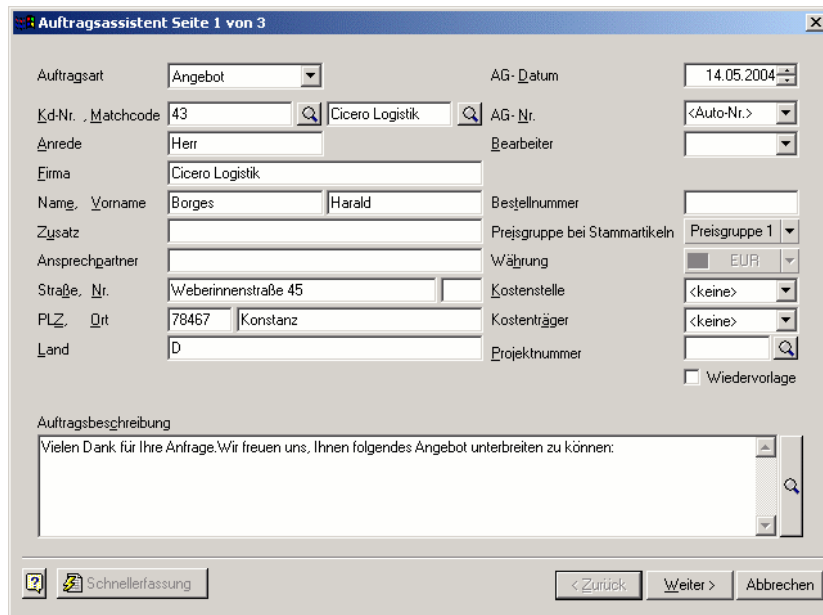 Auftragsassistent Seite 1 von 3
Auftragsart Angebot AG-Datum 14.05.2004
Kd-Nr. , Matchcode 43 Cicero Logistik AG-Nr. <Auto-Nr.>
Anrede Herr Bearbeiter
Firma Cicero Logistik
Name, Vorname Borges Harald Bestellnummer
Zusatz Preisgruppe bei Stammartikeln Preisgruppe 1
Ansprechpartner Währung EUR
Straße, Nr. Weberinnenstraße 45 Kostenstelle <keine>
PLZ, Ort 78467 Konstanz Kostenträger <keine>
Land D Projektnummer
Wiedervorlage
Auftragsbeschreibung
Vielen Dank für Ihre Anfrage.Wir freuen uns, Ihnen folgendes Angebot unterbreiten zu können:
Schnellerfassung < Zurück Weiter > Abbrechen